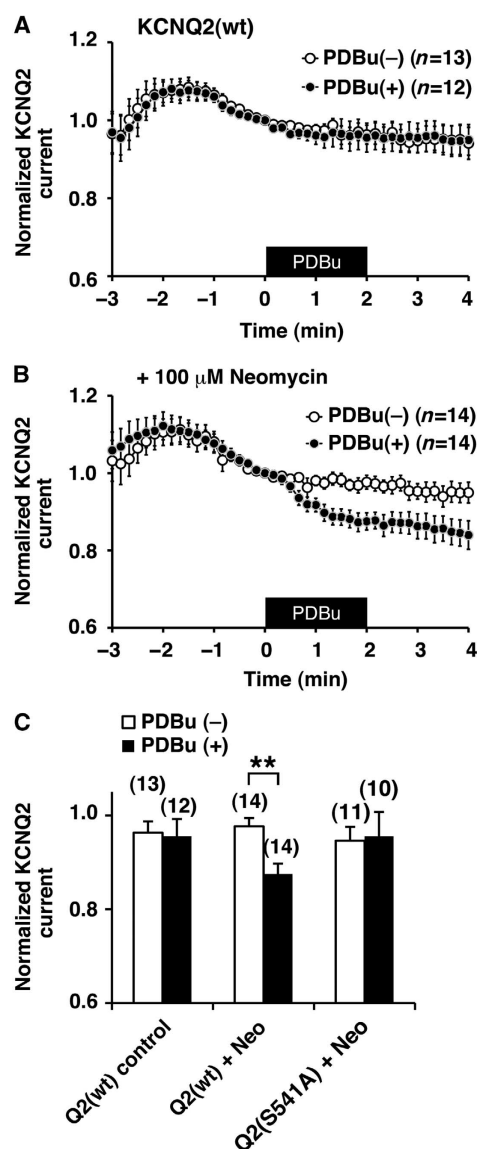 A
KCNQ2(wt)
PDBu(−) (n=13)
PDBu(+) (n=12)
Normalized KCNQ2
current
1.2
1.0
0.8
0.6
PDBu
−3 −2 −1 0 1 2 3 4
Time (min)
B
+ 100 μM Neomycin
PDBu(−) (n=14)
PDBu(+) (n=14)
Normalized KCNQ2
current
1.2
1.0
0.8
0.6
PDBu
−3 −2 −1 0 1 2 3 4
Time (min)
C
PDBu (−)
PDBu (+)
Normalized KCNQ2
current
1.0
0.8
0.6
(13)
(12)
**
(14)
(14)
(11)
(10)
Q2(wt) control
Q2(wt) + Neo
Q2(S541A) + Neo